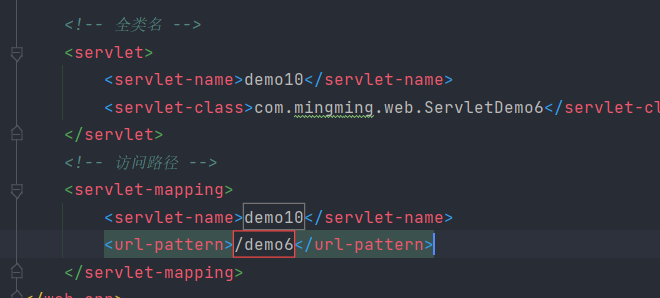 <!-- 全类名 -->
<servlet>
<servlet-name>demo10</servlet-name>
<servlet-class>com.mingming.web.ServletDemo6</servlet-cl
</servlet>
<!-- 访问路径 -->
<servlet-mapping>
<servlet-name>demo10</servlet-name>
<url-pattern>/demo6</url-pattern>
</servlet-mapping>
</web-app>